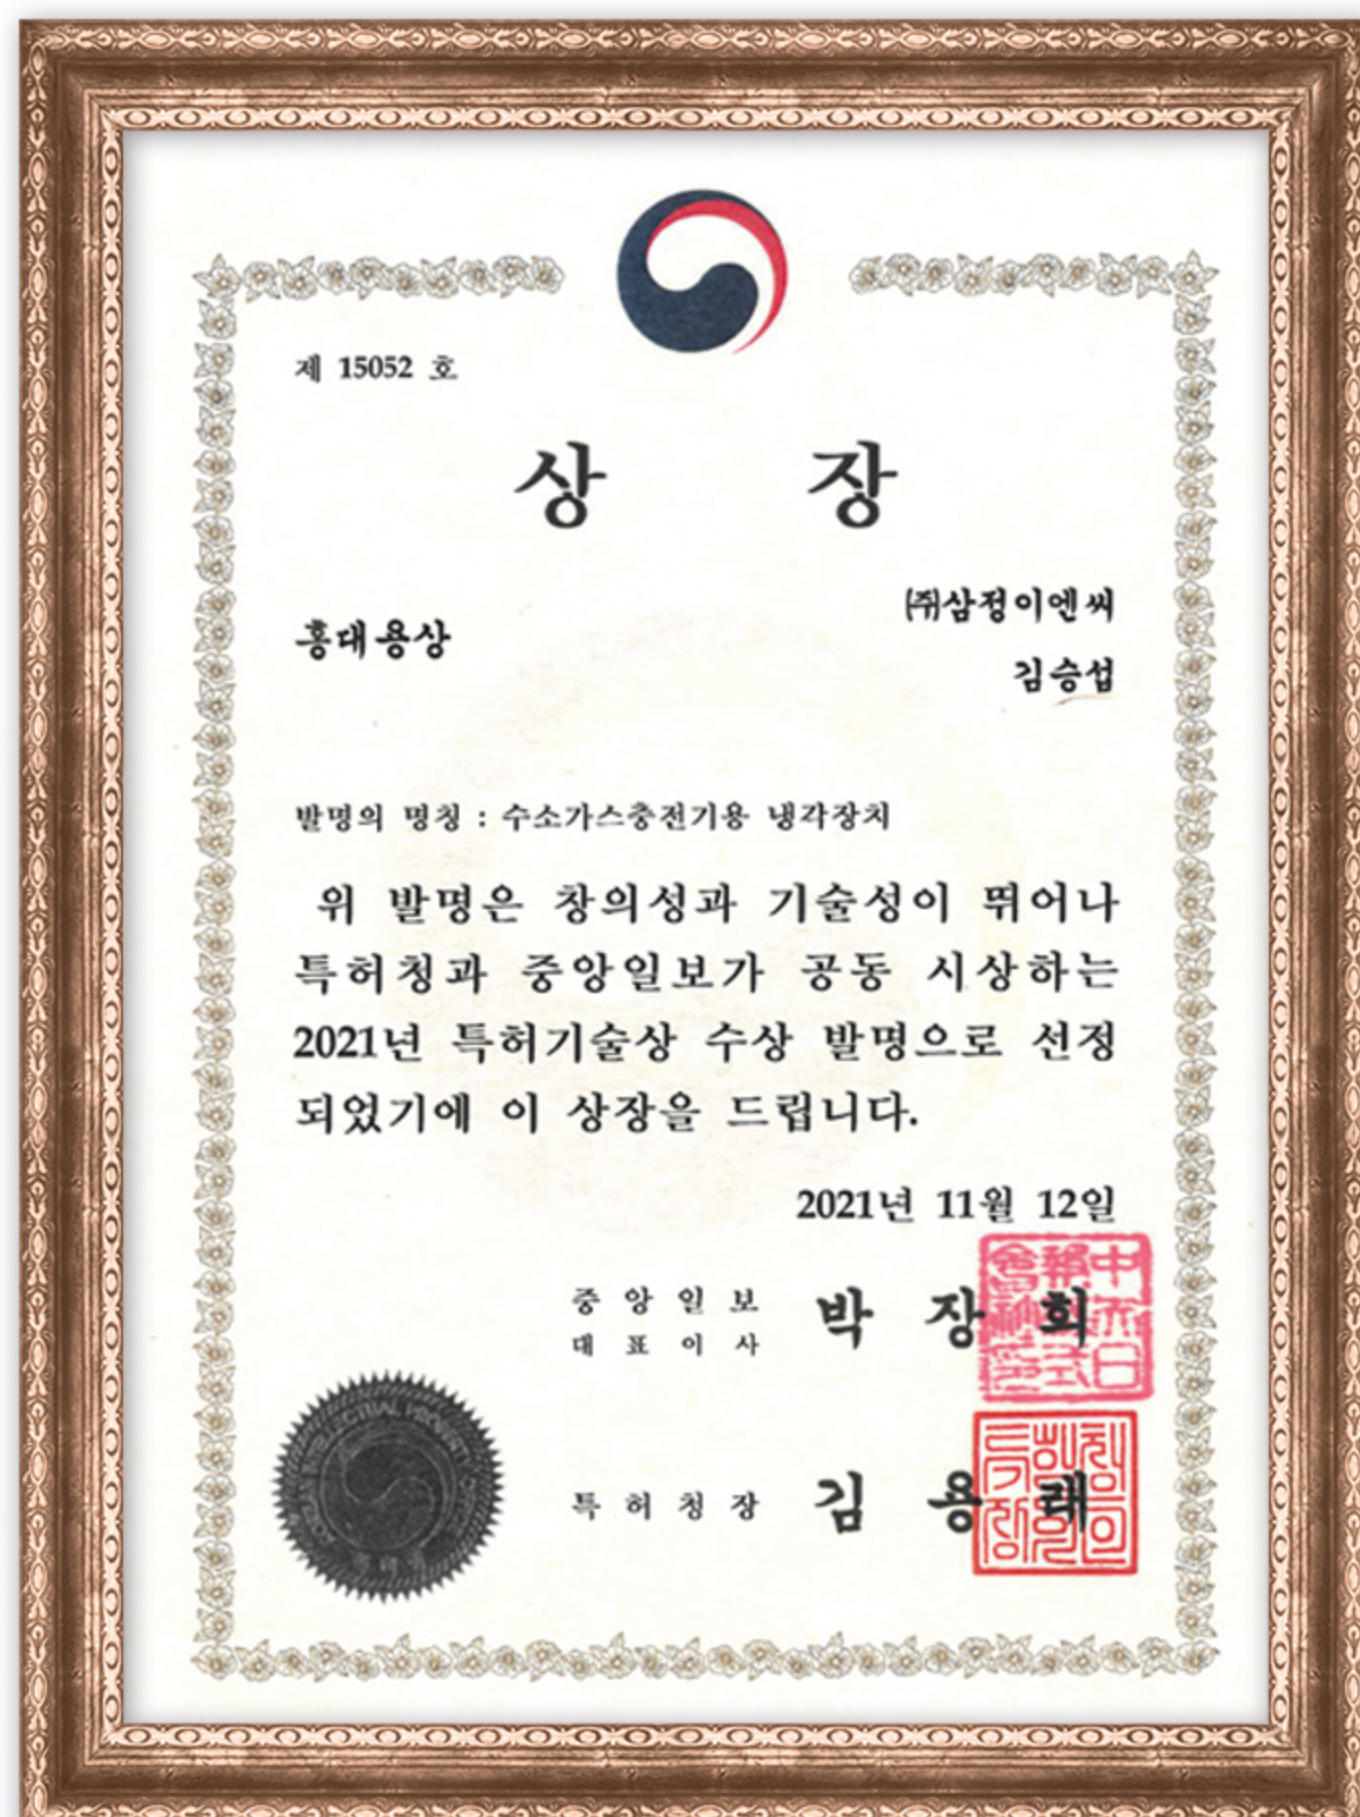 제 15052 호
상 장
홍대용상
㈜삼정이엔씨
김승섭
발명의 명칭 : 수소가스충전기용 냉각장치
위 발명은 창의성과 기술성이 뛰어나
특허청과 중앙일보가 공동 시상하는
2021년 특허기술상 수상 발명으로 선정
되었기에 이 상장을 드립니다.
2021년 11월 12일
중앙일보
대표이사
박장희
특허청장
김용래